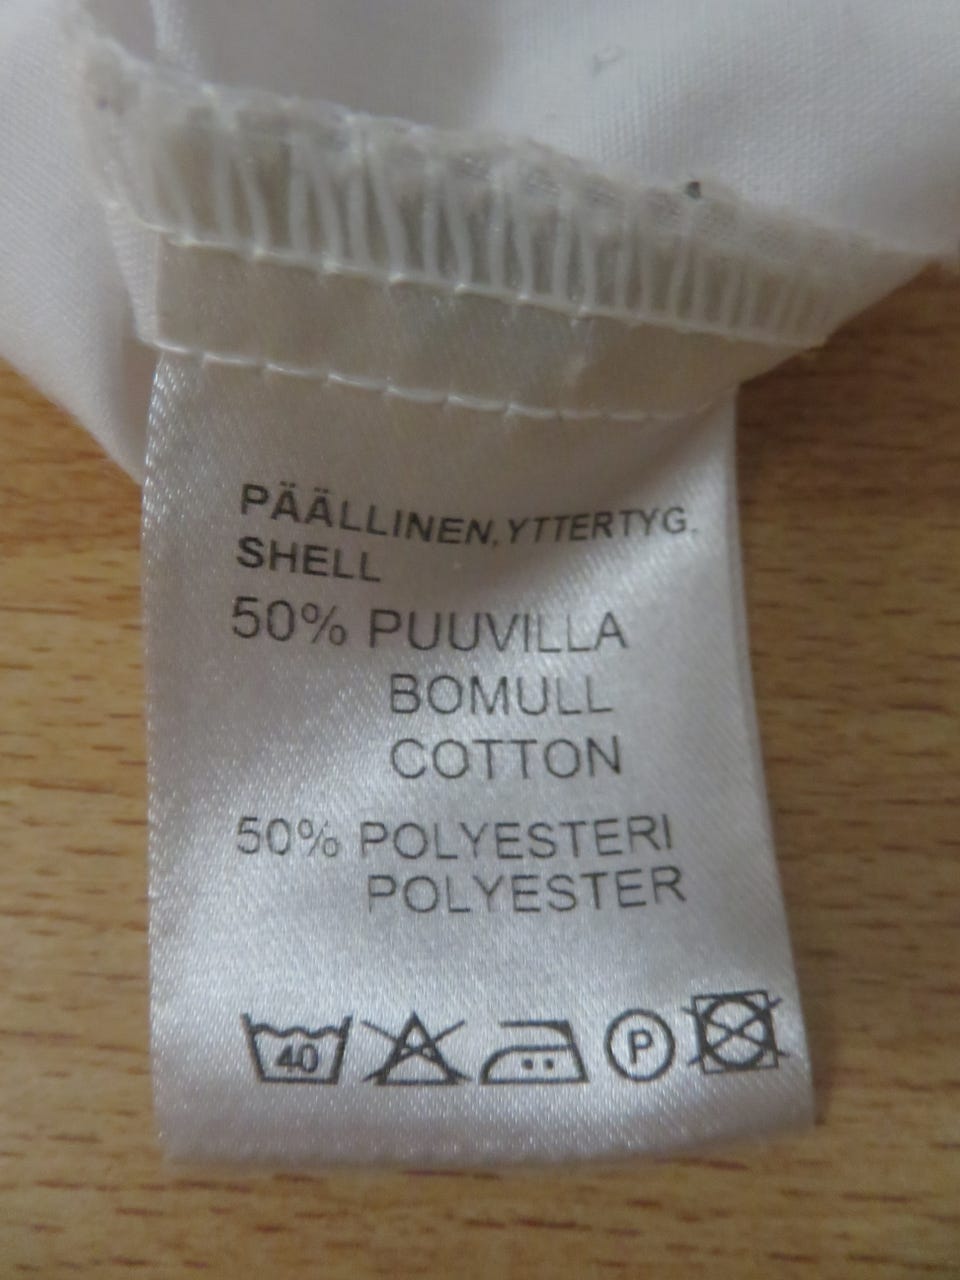 PÄÄLLINEN, YTTERTYG.
SHELL
50% PUUVILLA
BOMULL
COTTON
50% POLYESTERI
POLYESTER
40 P